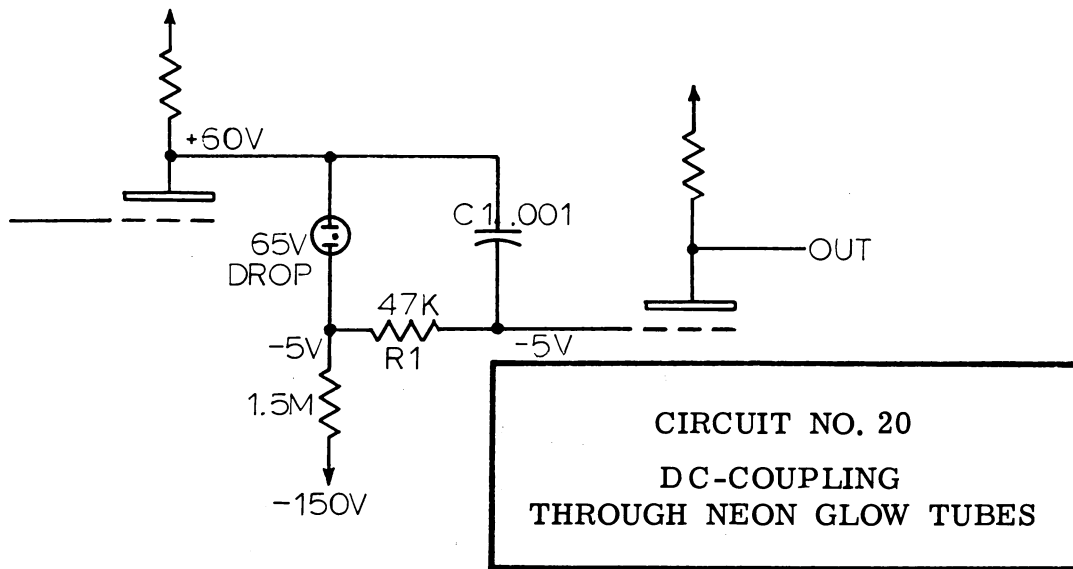 +60V
C1 .001
65V
DROP
OUT
47K
-5V
R1
-5V
1.5M
-150V
CIRCUIT NO. 20
DC-COUPLING
THROUGH NEON GLOW TUBES